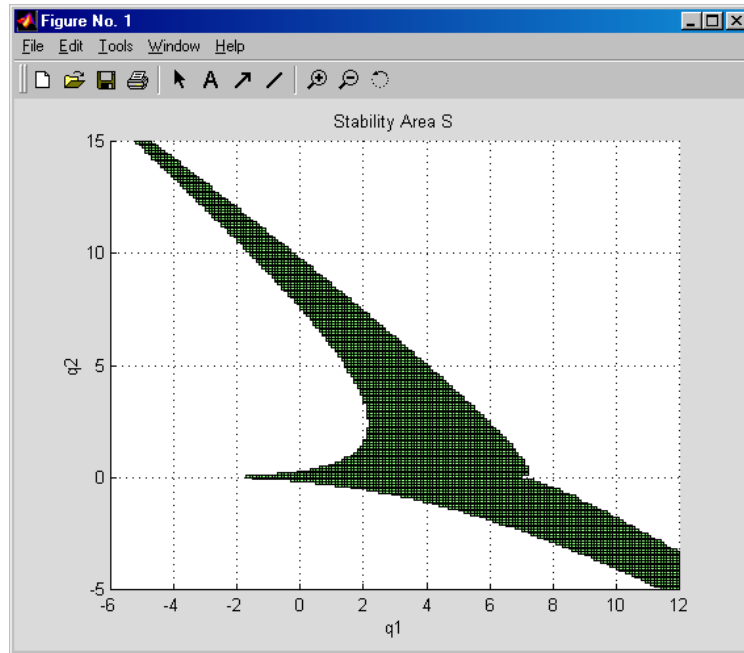 Figure No. 1
File Edit Tools Window Help
A
Stability Area S
15
10
5
0
-5
q2
-6 -4 -2 0 2 4 6 8 10 12
q1